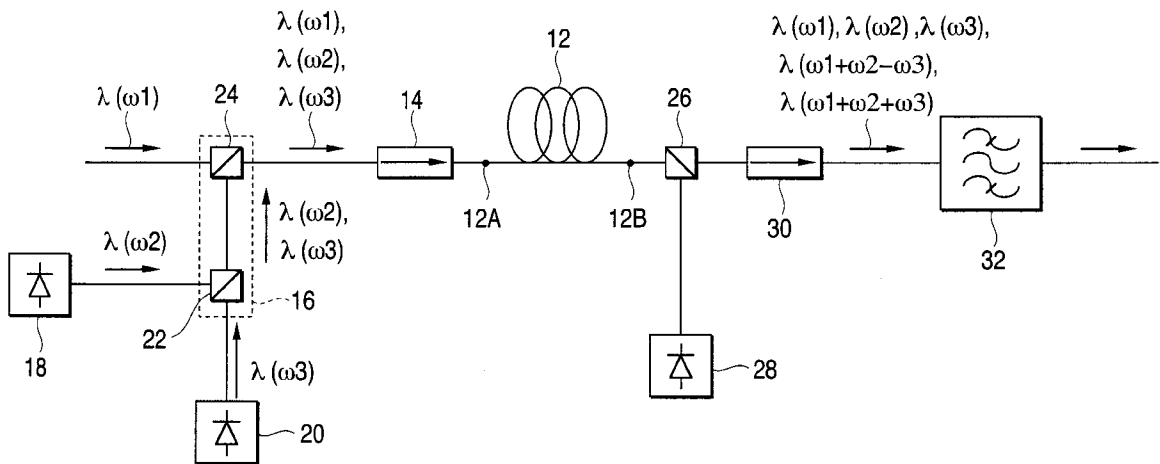 λ (ω1),
λ (ω2),
λ (ω3)
λ (ω1)
24
14
12
26
λ (ω1), λ (ω2) ,λ (ω3),
λ (ω1+ω2−ω3),
λ (ω1+ω2+ω3)
12A
12B
30
32
λ (ω2),
λ (ω3)
λ (ω2)
18
22
16
λ (ω3)
20
28